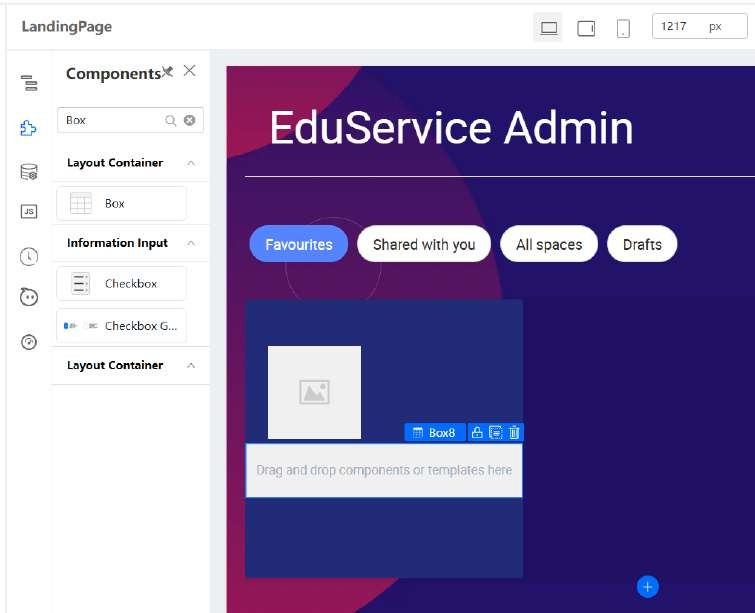 LandingPage
1217 px
Components
Box
Layout Container
Box
Information Input
Checkbox
Checkbox G...
Layout Container
JS
EduService Admin
Favourites Shared with you All spaces Drafts
Box8
Drag and drop components or templates here